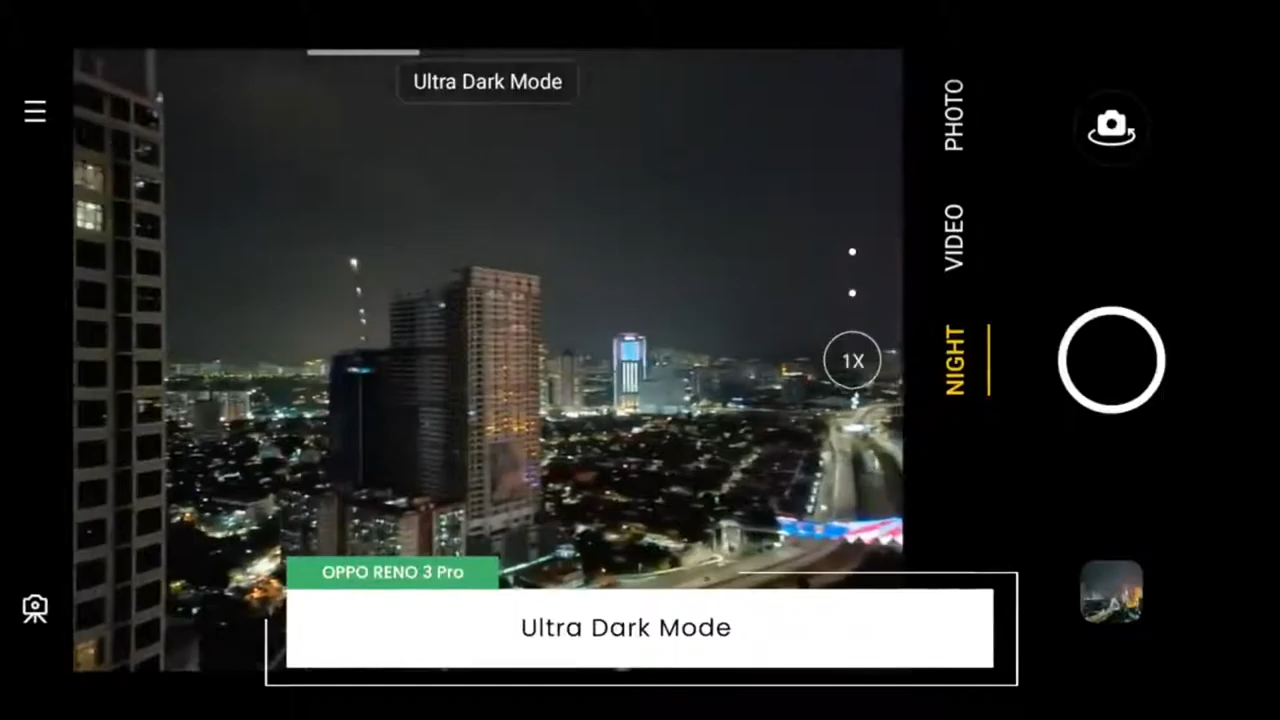 Ultra Dark Mode
PHOTO
VIDEO
1X
NIGHT
OPPO RENO 3 Pro
Ultra Dark Mode